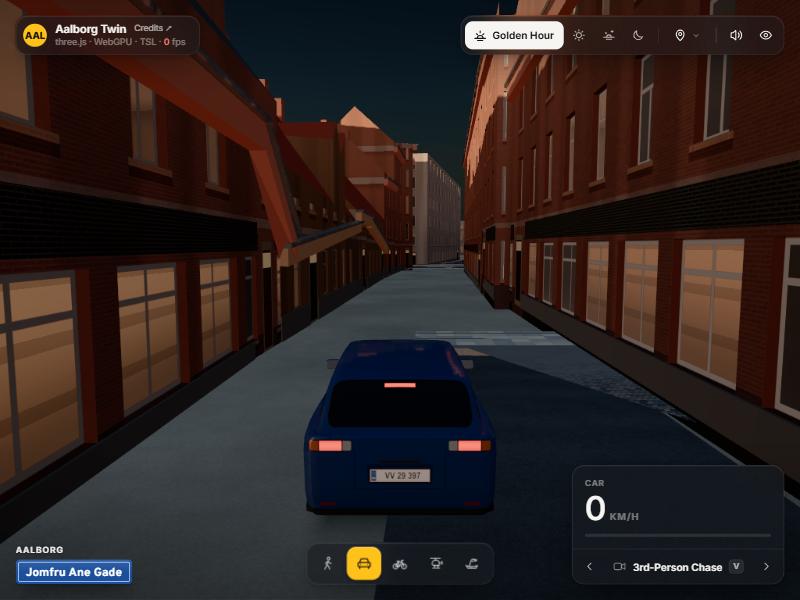 AAL
Aalborg Twin Credits ↗
three.js · WebGPU · TSL · 0 fps
Golden Hour
VV 29 397
CAR
0 KM/H
3rd-Person Chase V
AALBORG
Jomfru Ane Gade